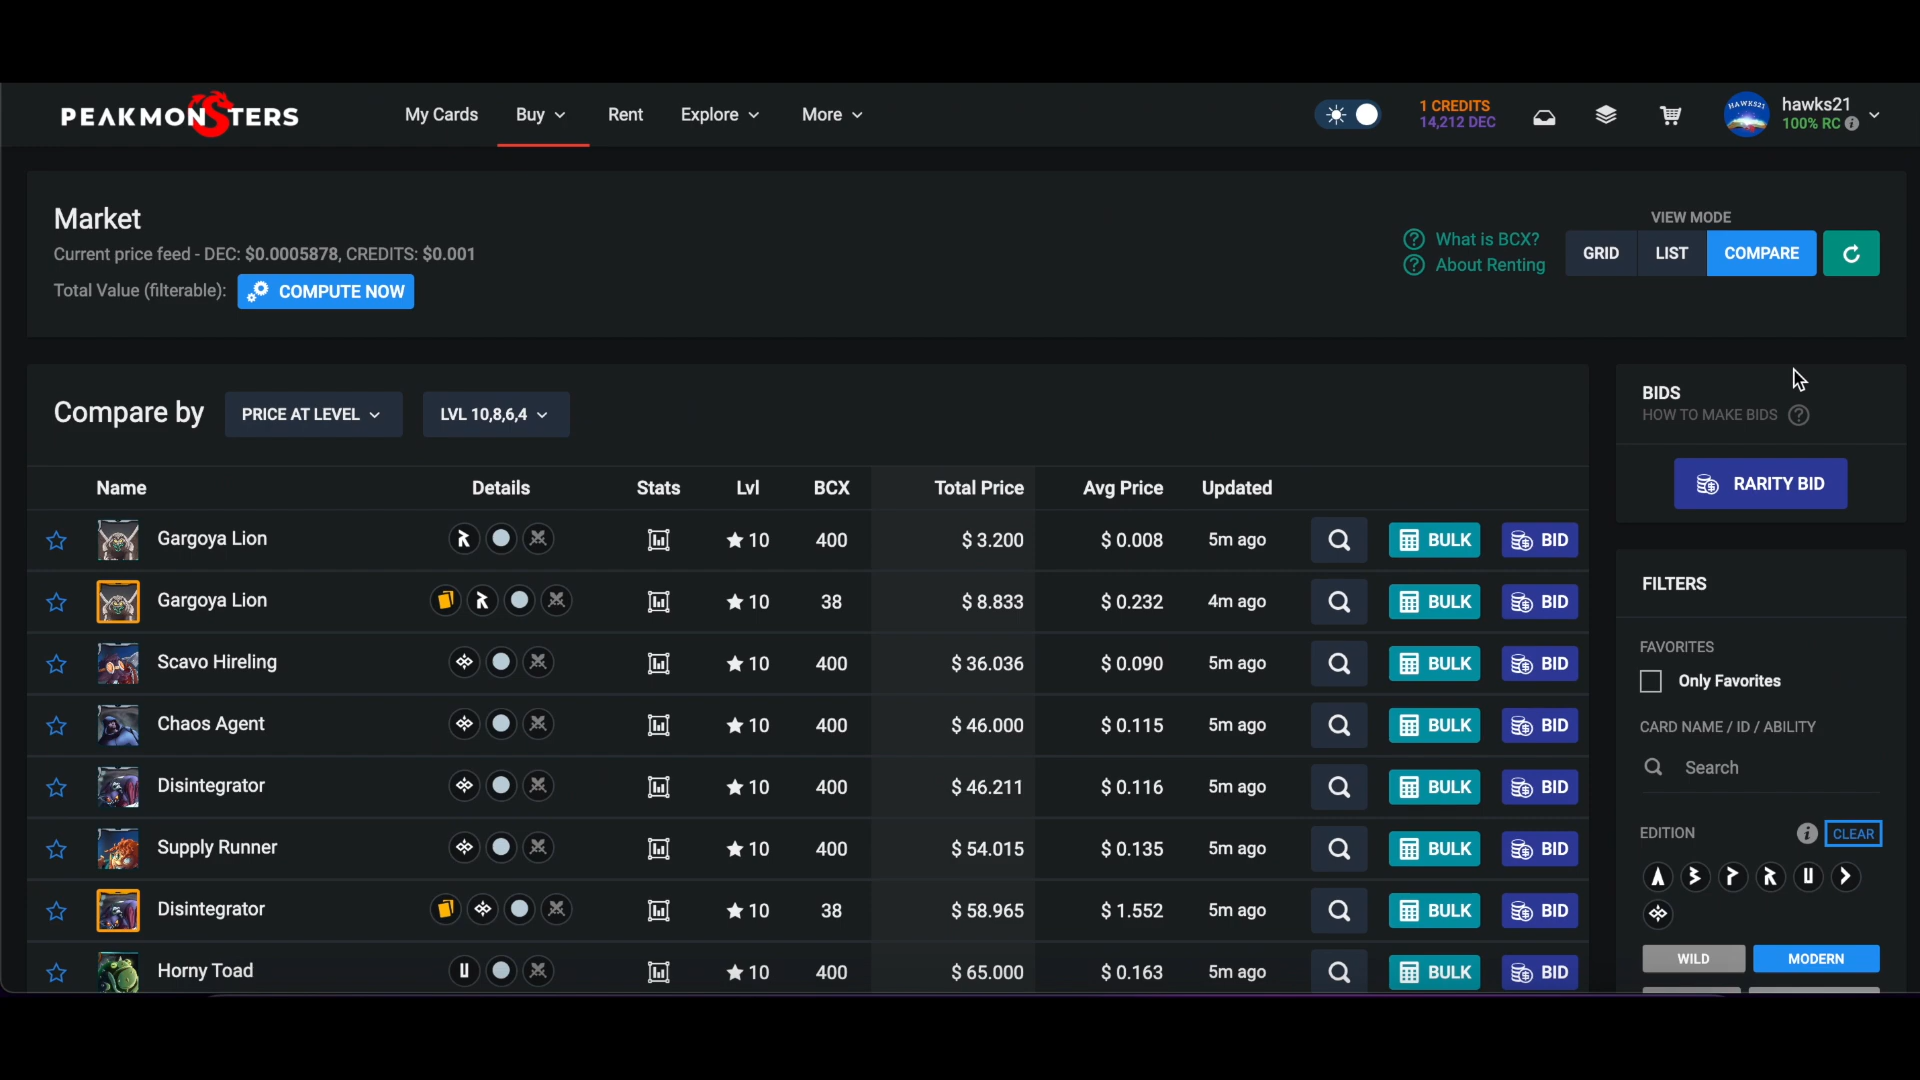 PEAKMONSTERS
My Cards
Buy
Rent
Explore
More
1 CREDITS
14,212 DEC
HAWKS21
hawks21
100% RC
Market
Current price feed - DEC: $0.0005878, CREDITS: $0.001
Total Value (filterable): COMPUTE NOW
What is BCX?
About Renting
VIEW MODE
GRID LIST COMPARE
Compare by PRICE AT LEVEL LVL 10,8,6,4
Name Details Stats Lvl BCX Total Price Avg Price Updated
Gargoya Lion 10 400 $ 3.200 $ 0.008 5m ago BULK BID
Gargoya Lion 10 38 $ 8.833 $ 0.232 4m ago BULK BID
Scavo Hireling 10 400 $ 36.036 $ 0.090 5m ago BULK BID
Chaos Agent 10 400 $ 46.000 $ 0.115 5m ago BULK BID
Disintegrator 10 400 $ 46.211 $ 0.116 5m ago BULK BID
Supply Runner 10 400 $ 54.015 $ 0.135 5m ago BULK BID
Disintegrator 10 38 $ 58.965 $ 1.552 5m ago BULK BID
Horny Toad 10 400 $ 65.000 $ 0.163 5m ago BULK BID
BIDS
HOW TO MAKE BIDS ?
RARITY BID
FILTERS
FAVORITES
Only Favorites
CARD NAME / ID / ABILITY
Search
EDITION CLEAR
WILD MODERN